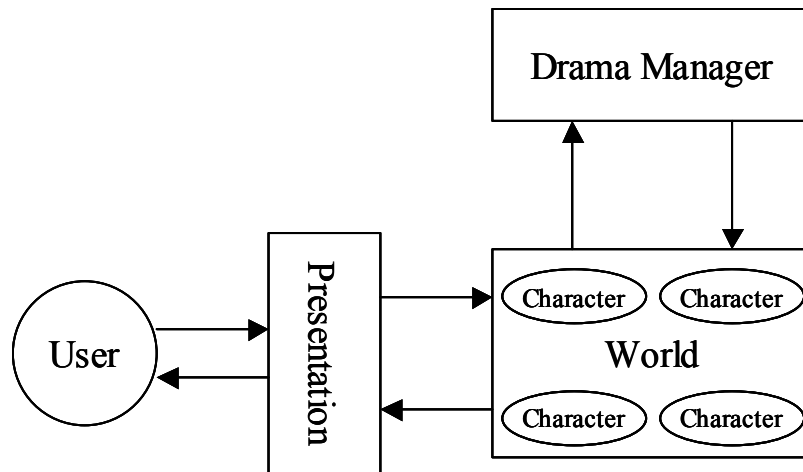 Drama Manager
Presentation
Character
Character
User
World
Character
Character